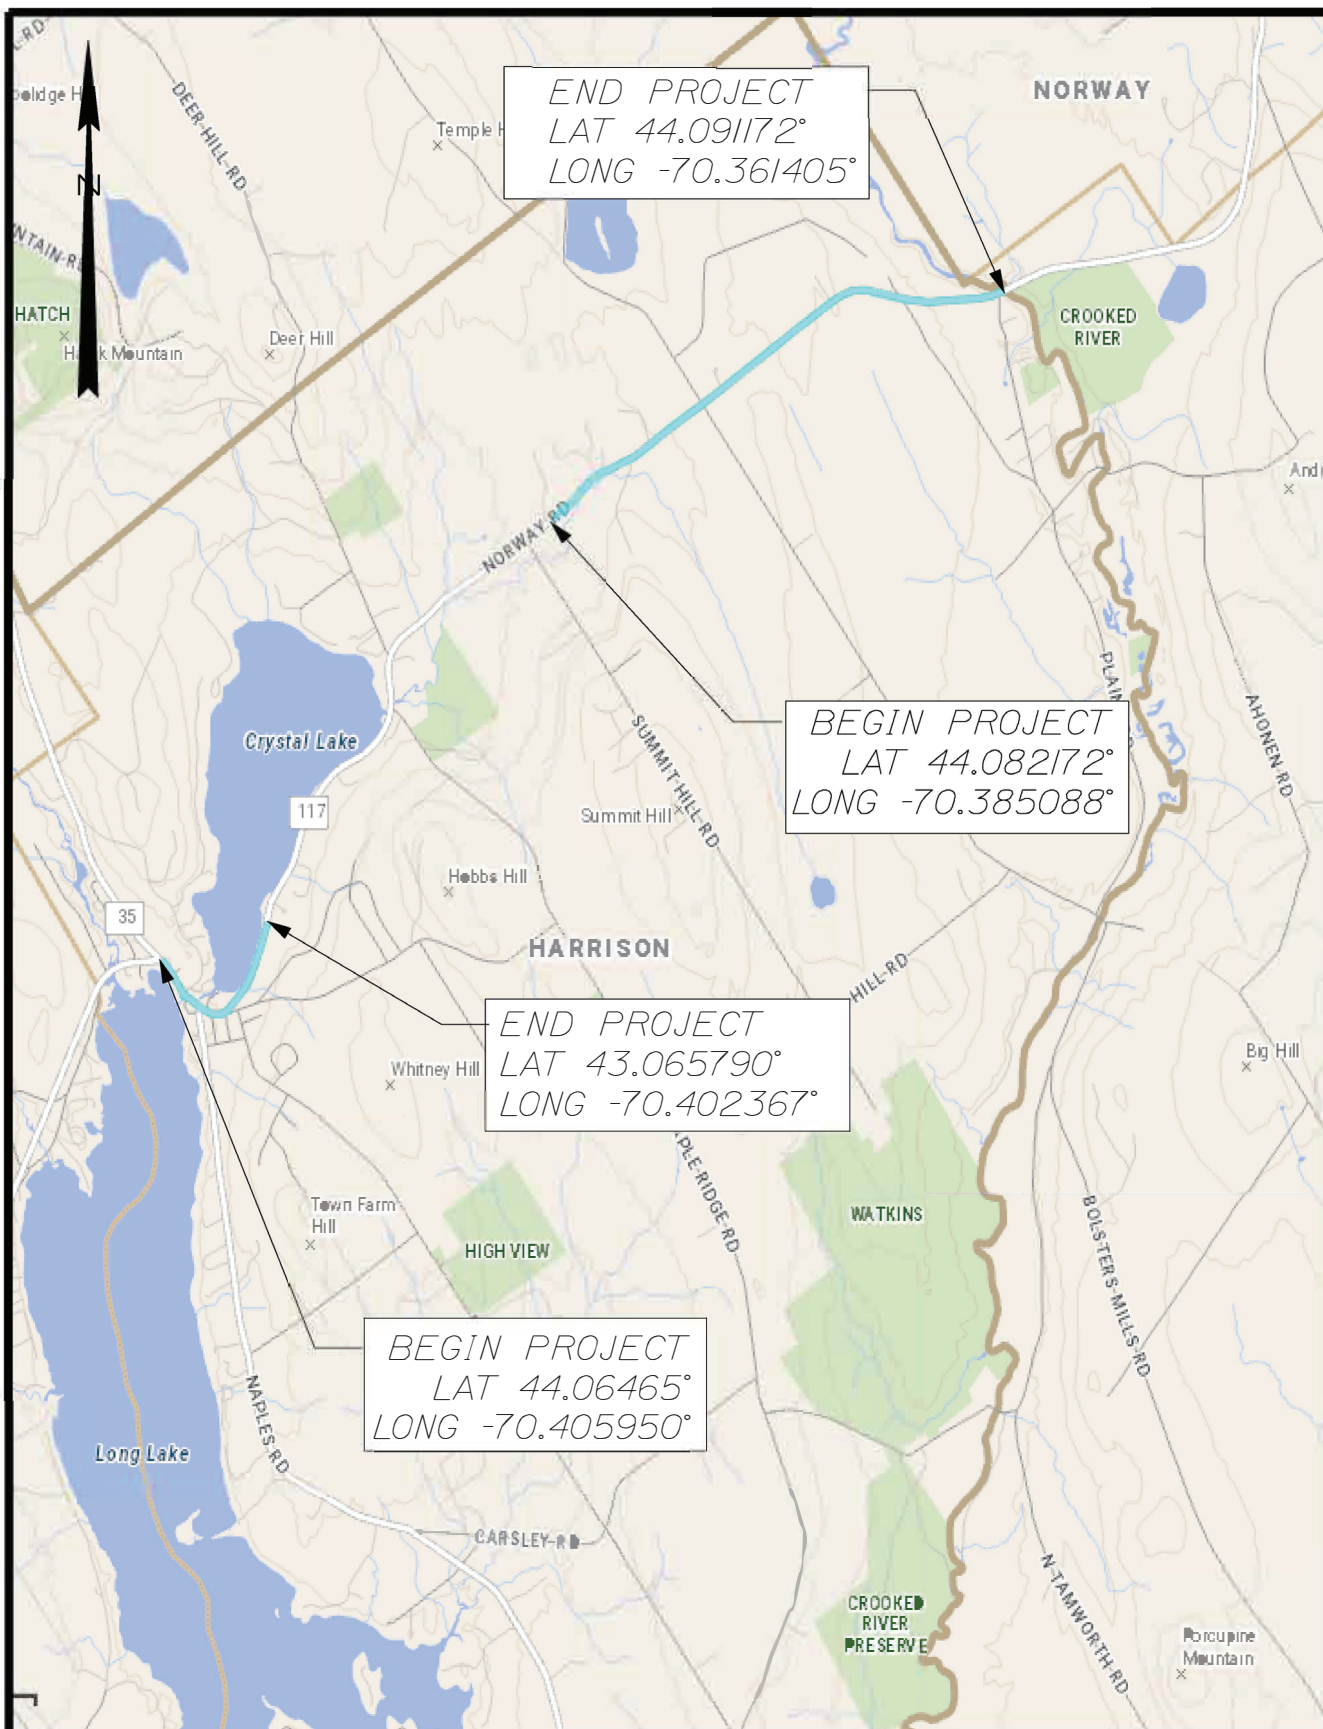 DEER-HILL-RD
END PROJECT
LAT 44.091172°
LONG -70.361405°
NORWAY
HATCH
Deer Hill
CROOKED
RIVER
NORWAY-RD
Crystal Lake
117
SUMMIT-HILL-RD
BEGIN PROJECT
LAT 44.082172°
LONG -70.385088°
AHONEN-RD
Summit Hill
Hobbs Hill
35
HARRISON
HILL-RD
END PROJECT
LAT 43.065790°
LONG -70.402367°
Whitney Hill
Big Hill
Town Farm
Hill
HIGH VIEW
WATKINS
BOLSTERS-MILLS-RD
BEGIN PROJECT
LAT 44.06465°
LONG -70.405950°
NAPLES-RD
Long Lake
CARSLEY-RD
N-TAMWORTH-RD
CROOKED
RIVER
PRESERVE
Porcupine
Mountain